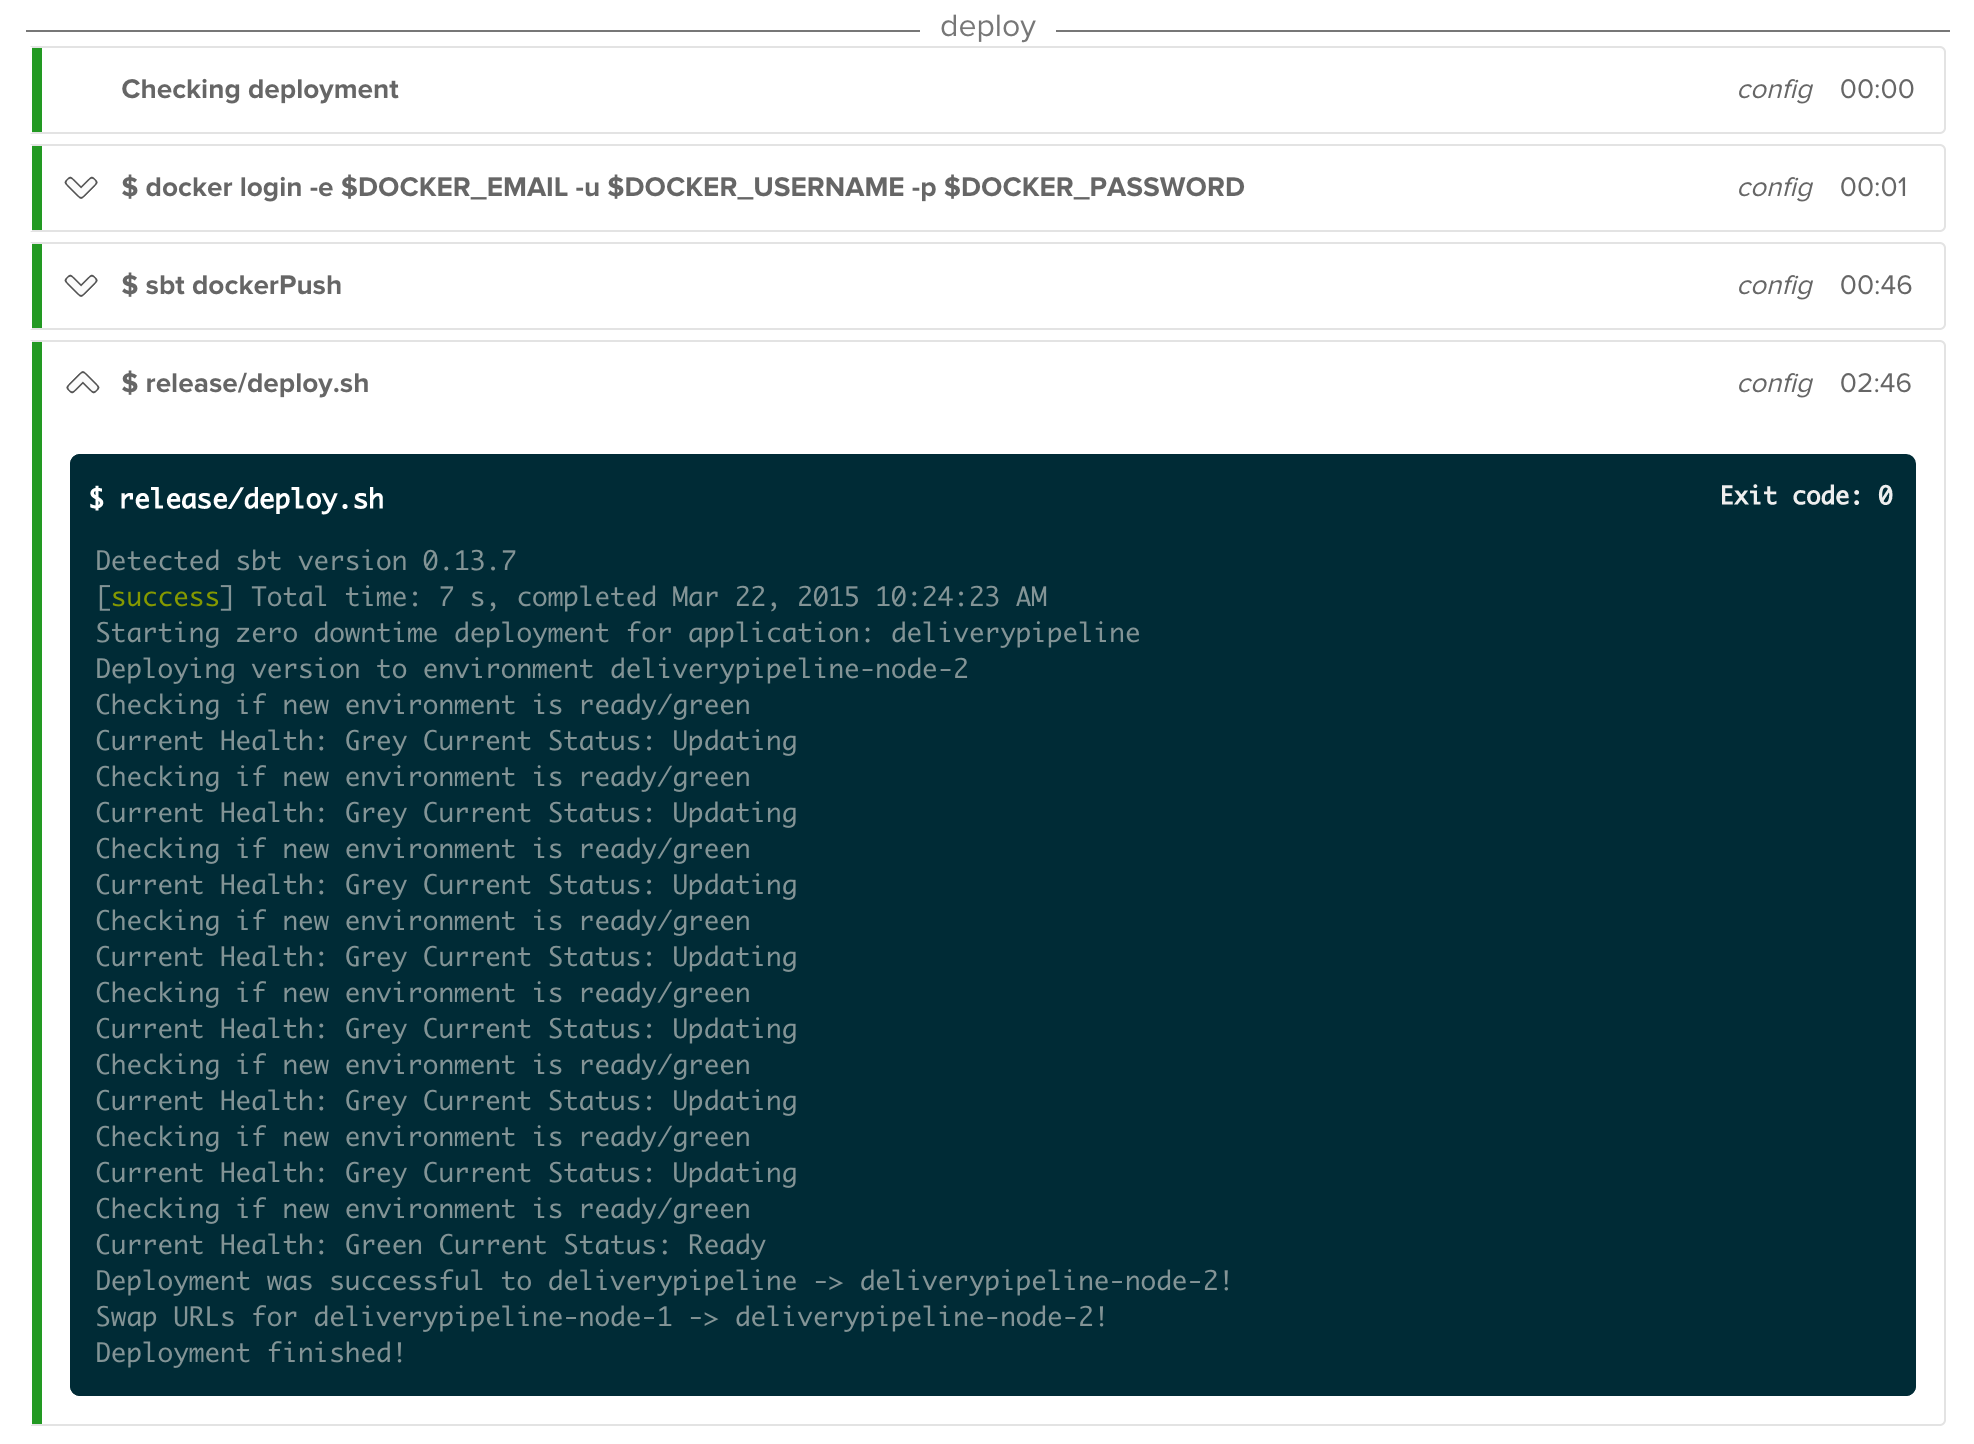 deploy
Checking deployment config 00:00
$ docker login -e $DOCKER_EMAIL -u $DOCKER_USERNAME -p $DOCKER_PASSWORD config 00:01
$ sbt dockerPush config 00:46
$ release/deploy.sh config 02:46
$ release/deploy.sh Exit code: 0
Detected sbt version 0.13.7
[success] Total time: 7 s, completed Mar 22, 2015 10:24:23 AM
Starting zero downtime deployment for application: deliverypipeline
Deploying version to environment deliverypipeline-node-2
Checking if new environment is ready/green
Current Health: Grey Current Status: Updating
Checking if new environment is ready/green
Current Health: Grey Current Status: Updating
Checking if new environment is ready/green
Current Health: Grey Current Status: Updating
Checking if new environment is ready/green
Current Health: Grey Current Status: Updating
Checking if new environment is ready/green
Current Health: Grey Current Status: Updating
Checking if new environment is ready/green
Current Health: Grey Current Status: Updating
Checking if new environment is ready/green
Current Health: Grey Current Status: Updating
Checking if new environment is ready/green
Current Health: Green Current Status: Ready
Deployment was successful to deliverypipeline -> deliverypipeline-node-2!
Swap URLs for deliverypipeline-node-1 -> deliverypipeline-node-2!
Deployment finished!